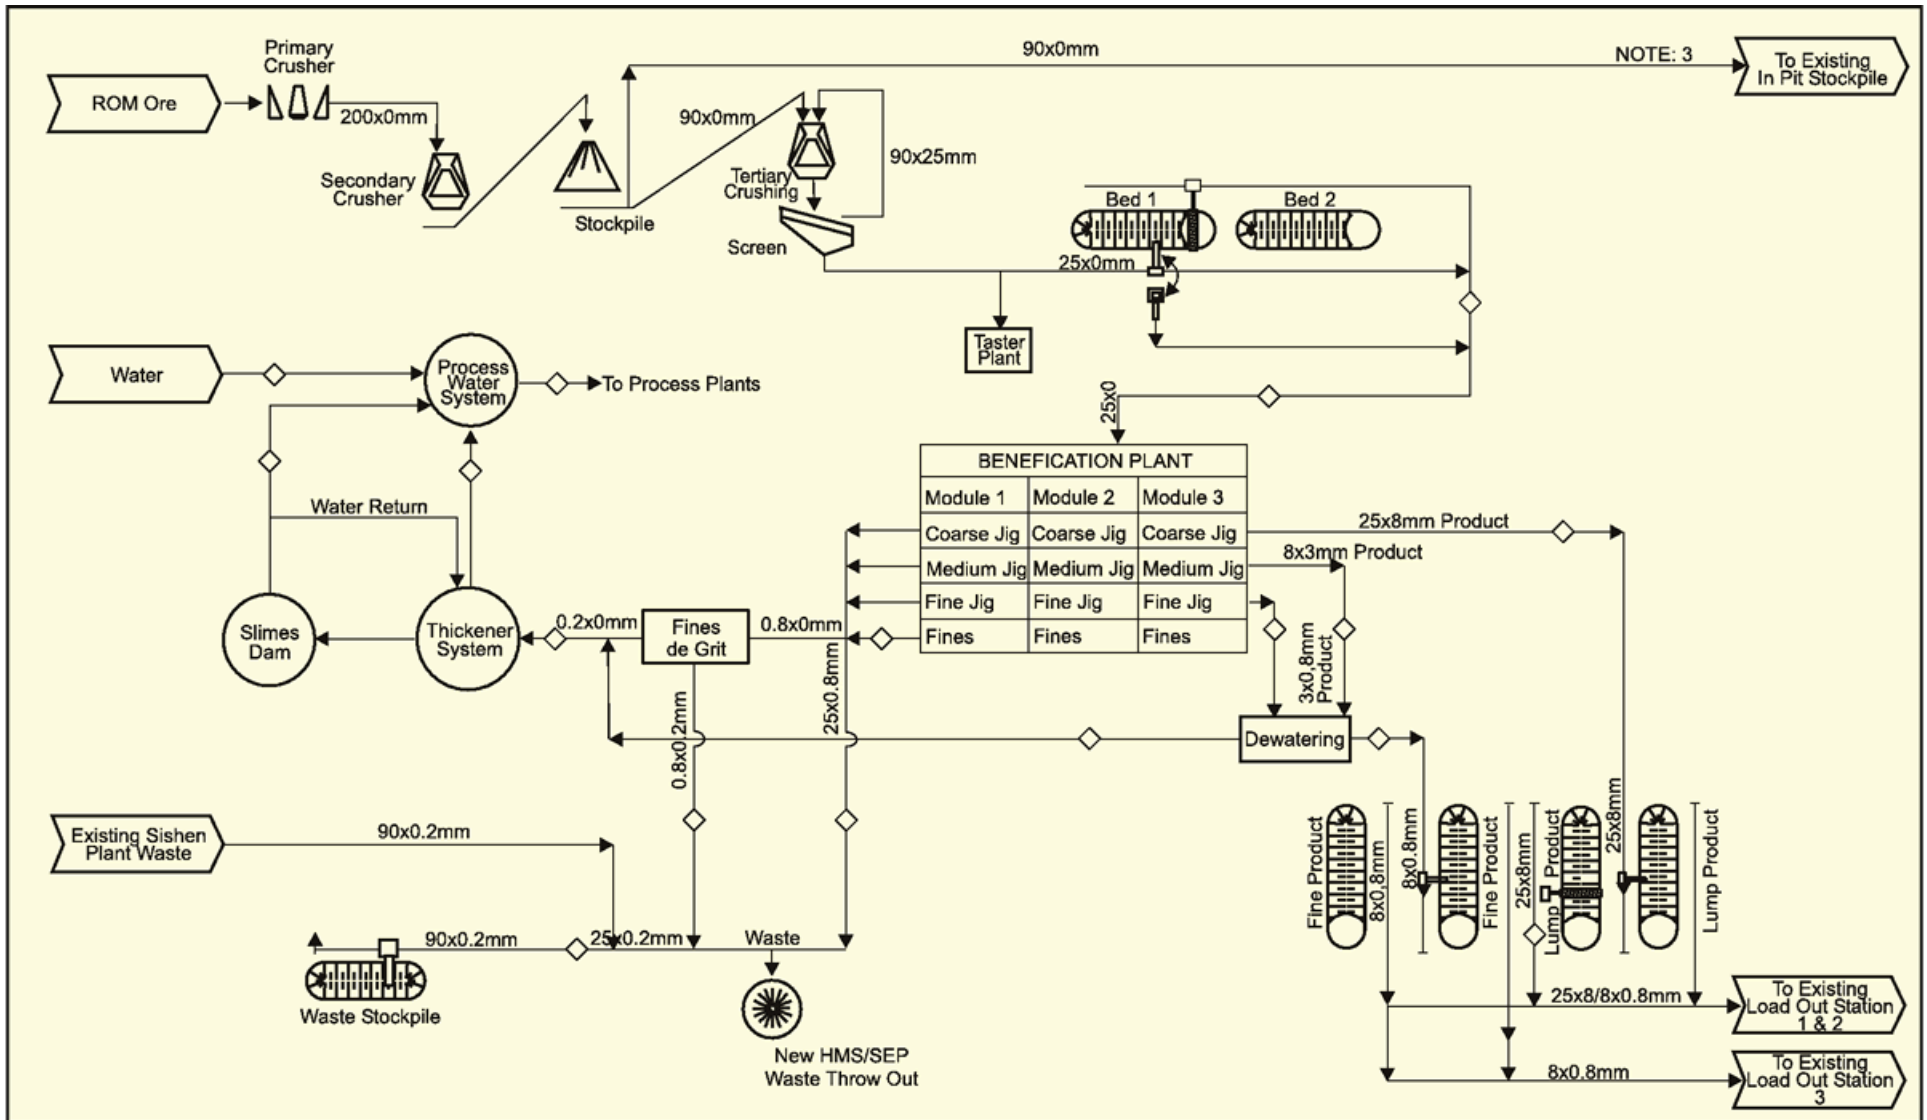 Primary
Crusher
90x0mm
NOTE: 3
To Existing
In Pit Stockpile
ROM Ore
200x0mm
90x0mm
90x25mm
Secondary
Crusher
Tertiary
Crushing
Stockpile
Screen
Bed 1
Bed 2
25x0mm
Taster
Plant
Water
Process
Water
System
To Process Plants
25x0
BENEFICATION PLANT
Module 1
Module 2
Module 3
Coarse Jig
Coarse Jig
Coarse Jig
25x8mm Product
Medium Jig
Medium Jig
Medium Jig
8x3mm Product
Fine Jig
Fine Jig
Fine Jig
Fines
Fines
Fines
Water Return
Slimes
Dam
Thickener
System
0.2x0mm
Fines
de Grit
0.8x0mm
25x0.8mm
0.8x0.2mm
3x0,8mm
Product
Dewatering
Existing Sishen
Plant Waste
90x0.2mm
90x0.2mm
25x0.2mm
Waste
Waste Stockpile
New HMS/SEP
Waste Throw Out
Fine Product
8x0,8mm
8x0.8mm
Fine Product
25x8mm
Lump Product
25x8mm
Lump Product
25x8/8x0.8mm
To Existing
Load Out Station
1 & 2
8x0.8mm
To Existing
Load Out Station
3